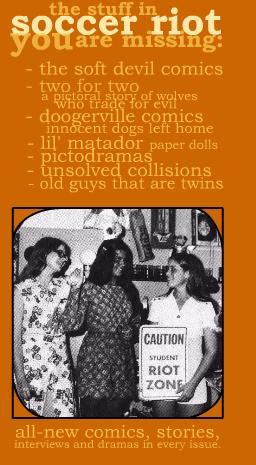 the stuff in
soccer riot
you are missing:
- the soft devil comics
- two for two
a pictoral story of wolves
who trade for evil
- doogerville comics
innocent dogs left home
- lil' matador paper dolls
- pictodramas
- unsolved collisions
- old guys that are twins
CAUTION
STUDENT
RIOT
ZONE
all-new comics, stories,
interviews and dramas in every issue.